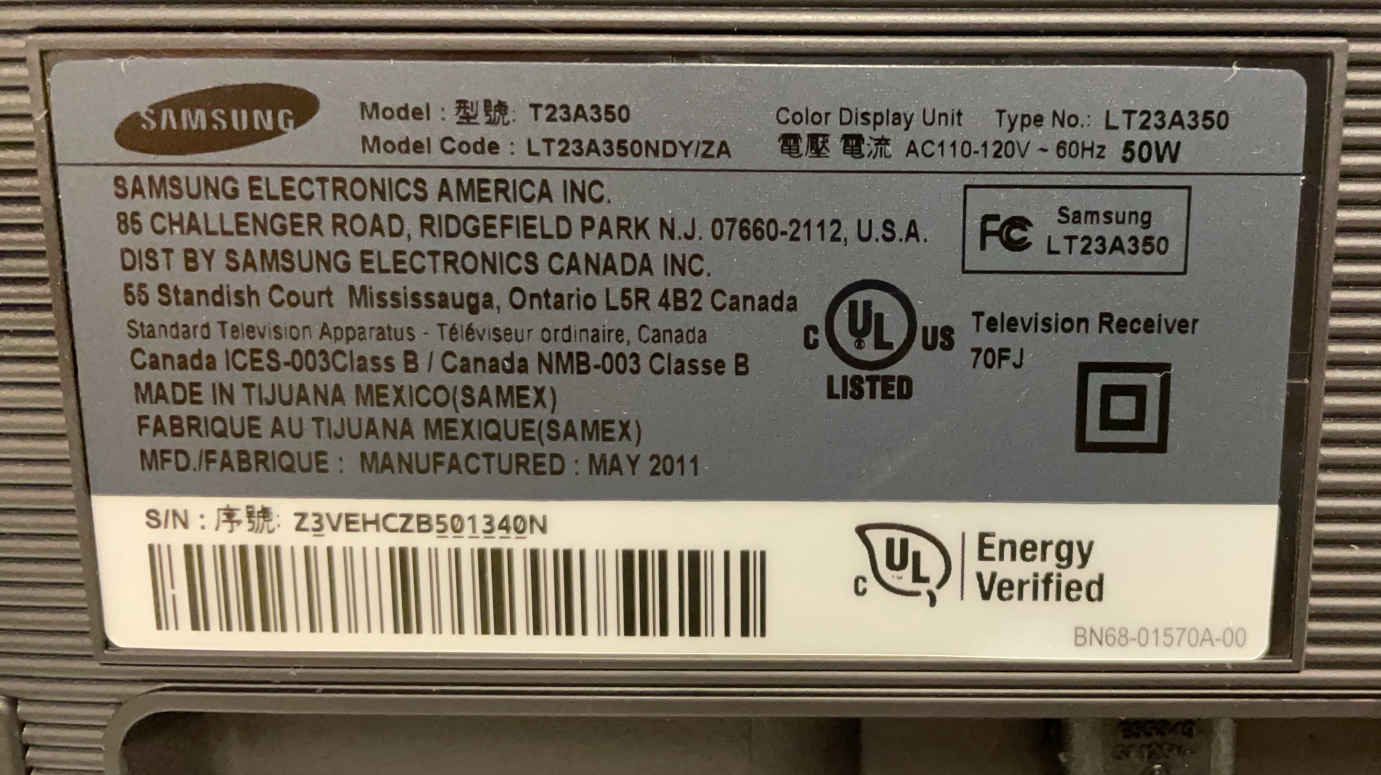 SAMSUNG
Model : 型號: T23A350
Model Code : LT23A350NDY/ZA
Color Display Unit Type No.: LT23A350
電壓 電流 AC110-120V ~ 60Hz 50W
SAMSUNG ELECTRONICS AMERICA INC.
85 CHALLENGER ROAD, RIDGEFIELD PARK N.J. 07660-2112, U.S.A.
DIST BY SAMSUNG ELECTRONICS CANADA INC.
55 Standish Court Mississauga, Ontario L5R 4B2 Canada
Standard Television Apparatus - Téléviseur ordinaire, Canada
Canada ICES-003Class B / Canada NMB-003 Classe B
MADE IN TIJUANA MEXICO(SAMEX)
FABRIQUE AU TIJUANA MEXIQUE(SAMEX)
MFD./FABRIQUE : MANUFACTURED : MAY 2011
FC Samsung
LT23A350
C UL US
LISTED
Television Receiver
70FJ
S/N : 序號: Z3VEHCZB501340N
C UL TM
Energy
Verified
BN68-01570A-00